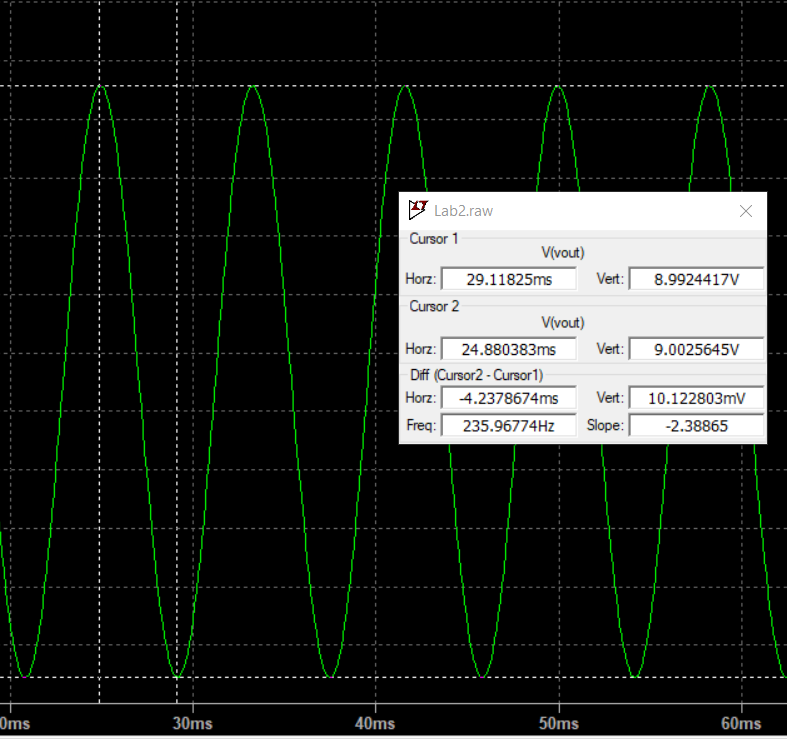 Lab2.raw
Cursor 1
V(vout)
Horz: 29.11825ms Vert: 8.9924417V
Cursor 2
V(vout)
Horz: 24.880383ms Vert: 9.0025645V
Diff (Cursor2 - Cursor1)
Horz: -4.2378674ms Vert: 10.122803mV
Freq: 235.96774Hz Slope: -2.38865
0ms 30ms 40ms 50ms 60ms